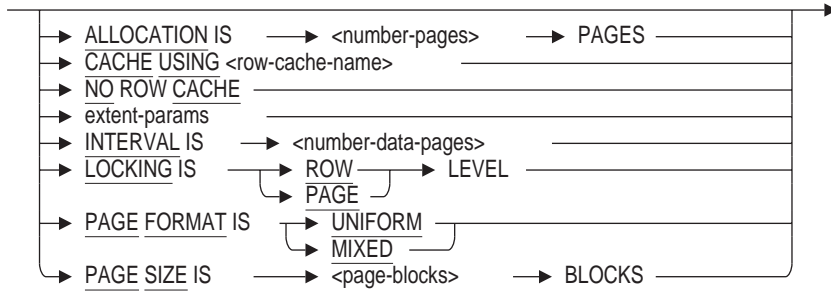 ALLOCATION IS <number-pages> PAGES
CACHE USING <row-cache-name>
NO ROW CACHE
extent-params
INTERVAL IS <number-data-pages>
LOCKING IS ROW LEVEL
PAGE
PAGE FORMAT IS UNIFORM
MIXED
PAGE SIZE IS <page-blocks> BLOCKS